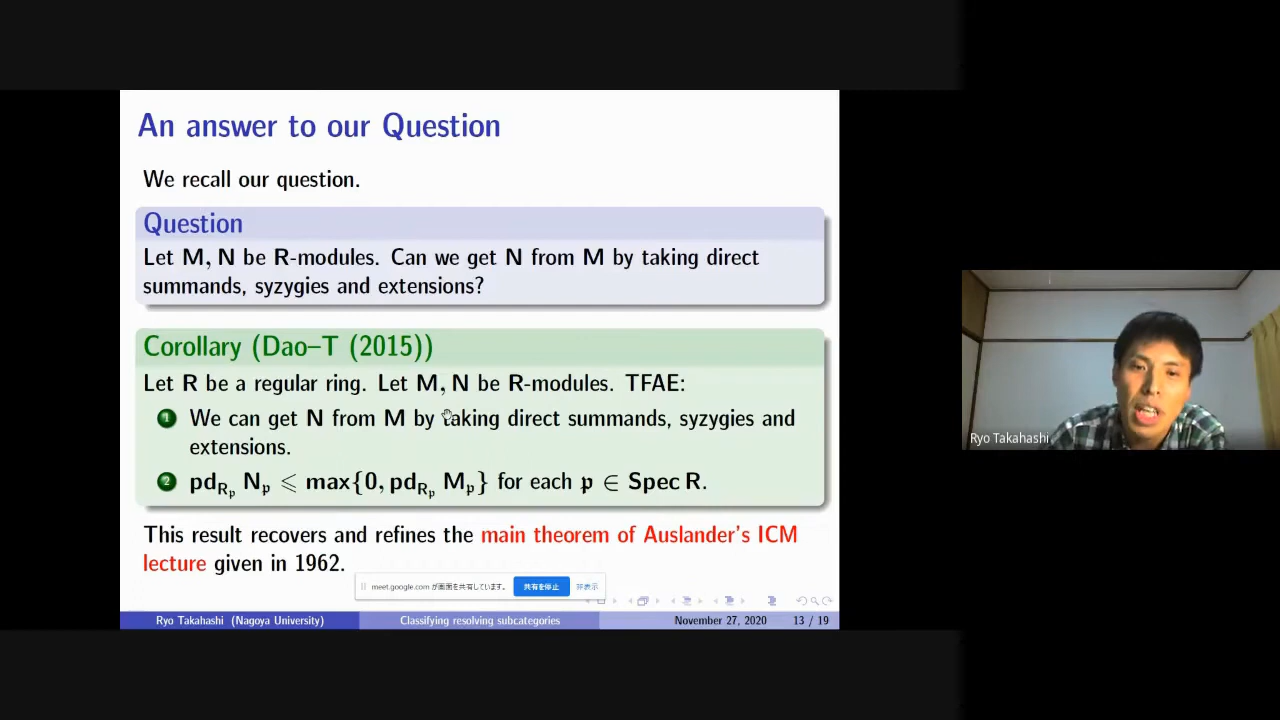 An answer to our Question
We recall our question.
Question
Let M, N be R-modules. Can we get N from M by taking direct
summands, syzygies and extensions?
Corollary (Dao–T (2015))
Let R be a regular ring. Let M, N be R-modules. TFAE:
1 We can get N from M by taking direct summands, syzygies and
extensions.
2 pd_{R_𝔭} N_𝔭 ⩽ max{0, pd_{R_𝔭} M_𝔭} for each 𝔭 ∈ Spec R.
This result recovers and refines the main theorem of Auslander's ICM
lecture given in 1962.
meet.google.com が画面を共有しています。 共有を停止 非表示
Ryo Takahashi (Nagoya University) Classifying resolving subcategories November 27, 2020 13 / 19
Ryo Takahashi